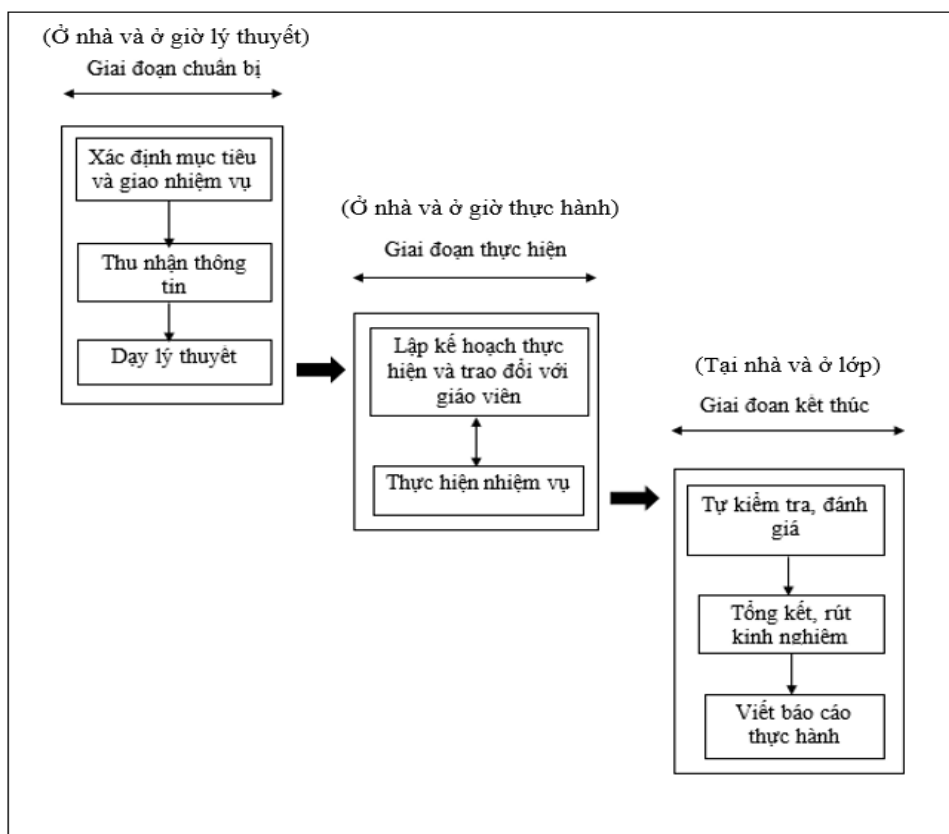 (Ở nhà và ở giờ lý thuyết)
Giai đoạn chuẩn bị
Xác định mục tiêu
và giao nhiệm vụ
Thu nhận thông
tin
Dạy lý thuyết
(Ở nhà và ở giờ thực hành)
Giai đoạn thực hiện
Lập kế hoạch thực
hiện và trao đổi với
giáo viên
Thực hiện nhiệm vụ
(Tại nhà và ở lớp)
Giai đoan kết thúc
Tự kiểm tra, đánh
giá
Tổng kết, rút
kinh nghiêm
Viết báo cáo
thực hành